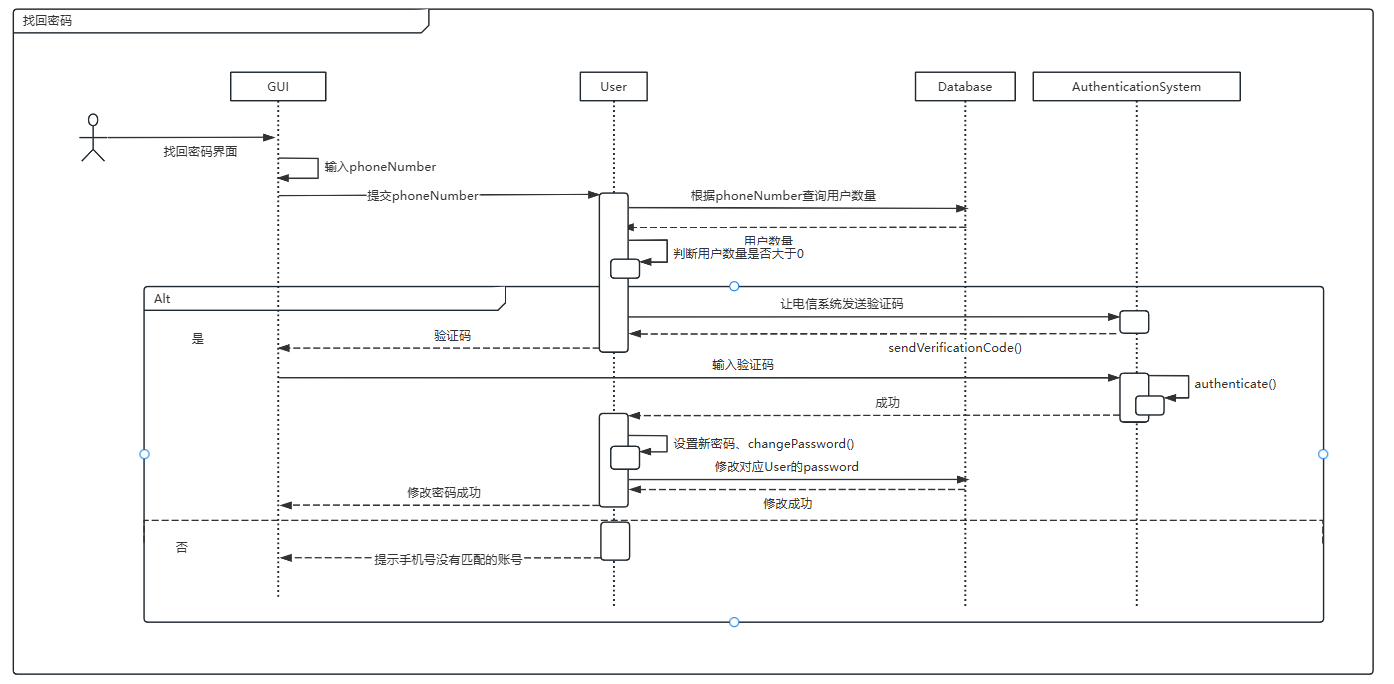 找回密码
GUI
User
Database
AuthenticationSystem
找回密码界面
输入phoneNumber
提交phoneNumber
根据phoneNumber查询用户数量
用户数量
判断用户数量是否大于0
Alt
让电信系统发送验证码
是
验证码
sendVerificationCode()
输入验证码
authenticate()
成功
设置新密码、changePassword()
修改对应User的password
修改密码成功
修改成功
否
提示手机号没有匹配的账号